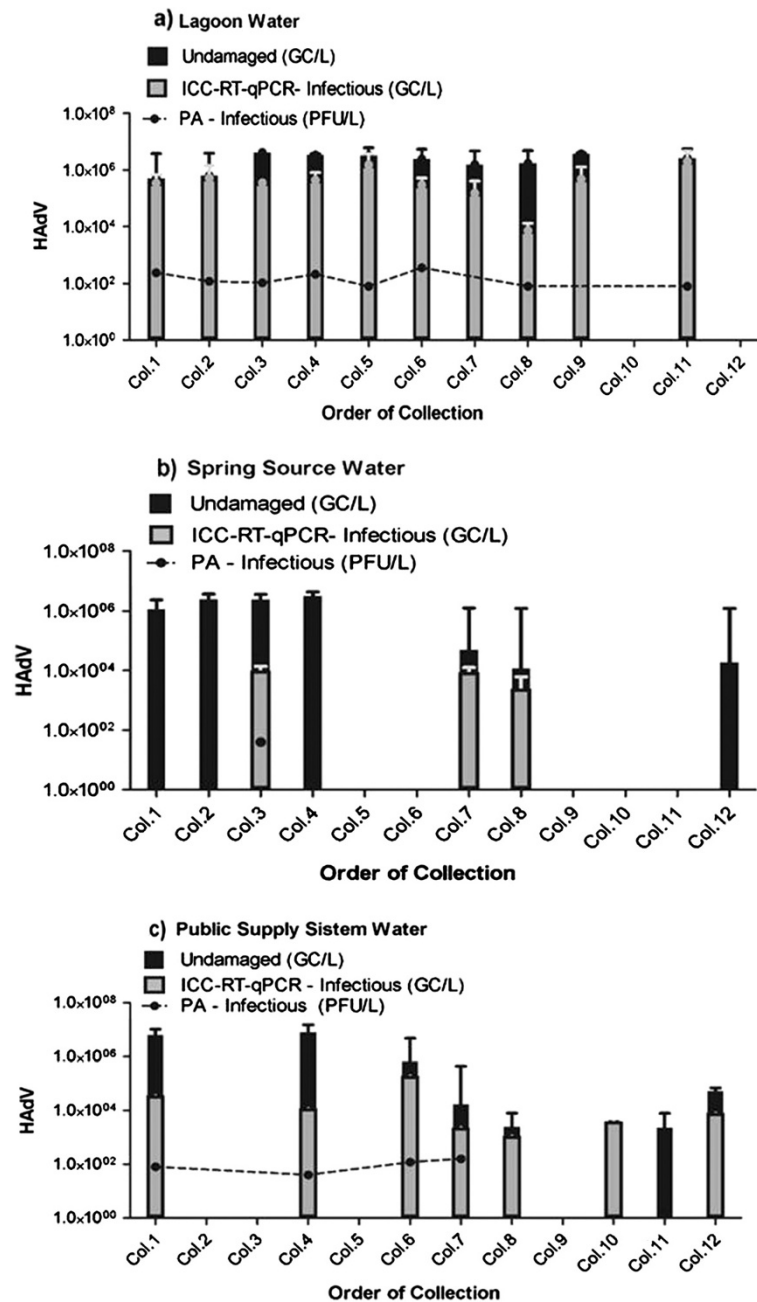 a) Lagoon Water
Undamaged (GC/L)
ICC-RT-qPCR- Infectious (GC/L)
PA - Infectious (PFU/L)
1.0×10⁸
1.0×10⁶
1.0×10⁴
1.0×10²
1.0×10⁰
HAdV
Col.1 Col.2 Col.3 Col.4 Col.5 Col.6 Col.7 Col.8 Col.9 Col.10 Col.11 Col.12
Order of Collection
b) Spring Source Water
Undamaged (GC/L)
ICC-RT-qPCR- Infectious (GC/L)
PA - Infectious (PFU/L)
1.0×10⁰⁸
1.0×10⁰⁶
1.0×10⁰⁴
1.0×10⁰²
1.0×10⁰⁰
HAdV
Col.1 Col.2 Col.3 Col.4 Col.5 Col.6 Col.7 Col.8 Col.9 Col.10 Col.11 Col.12
Order of Collection
c) Public Supply Sistem Water
Undamaged (GC/L)
ICC-RT-qPCR - Infectious (GC/L)
PA - Infectious (PFU/L)
1.0×10⁰⁸
1.0×10⁰⁶
1.0×10⁰⁴
1.0×10⁰²
1.0×10⁰⁰
HAdV
Col.1 Col.2 Col.3 Col.4 Col.5 Col.6 Col.7 Col.8 Col.9 Col.10 Col.11 Col.12
Order of Collection